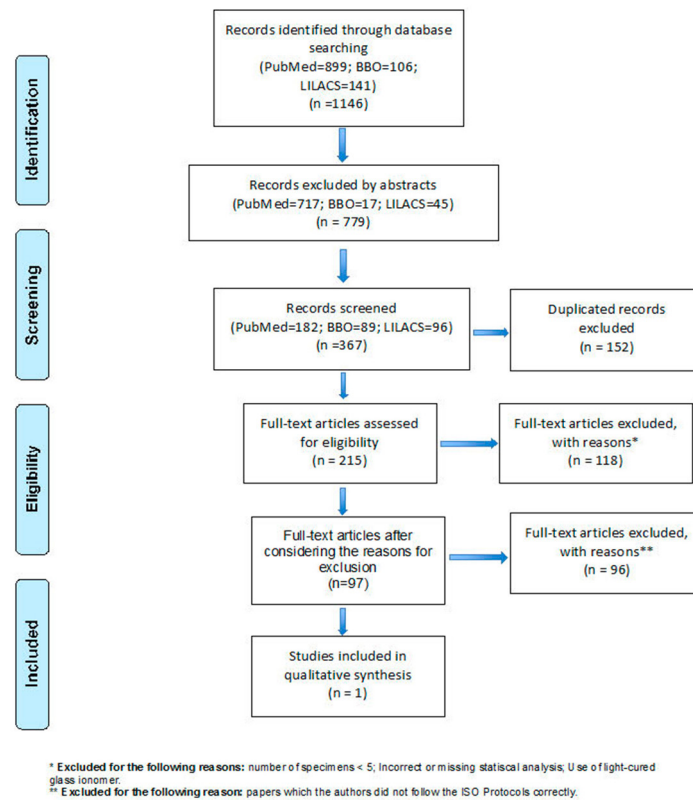 Identification
Records identified through database
searching
(PubMed=899; BBO=106;
LILACS=141)
(n =1146)
Records excluded by abstracts
(PubMed=717; BBO=17; LILACS=45)
n = 779)
Screening
Records screened
(PubMed=182; BBO=89; LILACS=96)
(n =367)
Duplicated records
excluded
(n = 152)
Eligibility
Full-text articles assessed
for eligibility
(n = 215)
Full-text articles excluded,
with reasons*
(n = 118)
Full-text articles after
considering the reasons for
exclusion
(n=97)
Full-text articles excluded,
with reasons**
(n = 96)
Included
Studies included in
qualitative synthesis
(n = 1)
* Excluded for the following reasons: number of specimens < 5; Incorrect or missing statiscal analysis; Use of light-cured
glass ionomer.
** Excluded for the following reason: papers which the authors did not follow the ISO Protocols correctly.